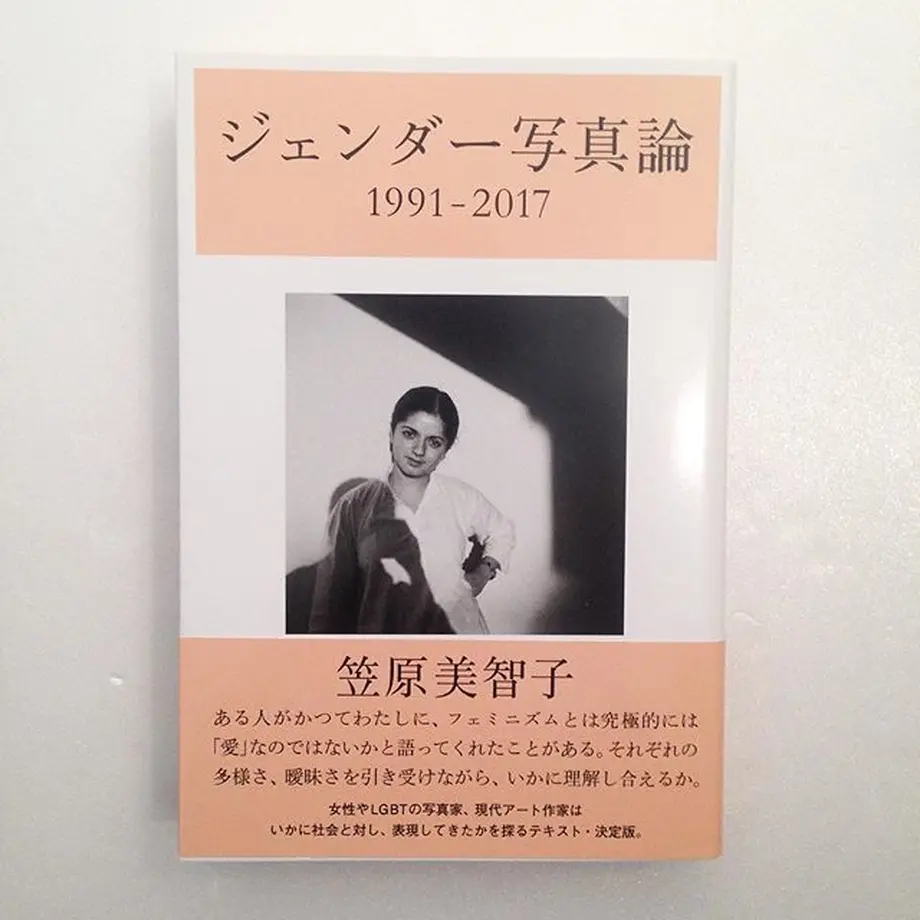 ジェンダー写真論
1991-2017
笠原美智子
ある人がかつてわたしに、フェミニズムとは究極的には
「愛」なのではないかと語ってくれたことがある。それぞれの
多様さ、曖昧さを引き受けながら、いかに理解し合えるか。
女性やLGBTの写真家、現代アート作家は
いかに社会と対し、表現してきたかを探るテキスト・決定版。